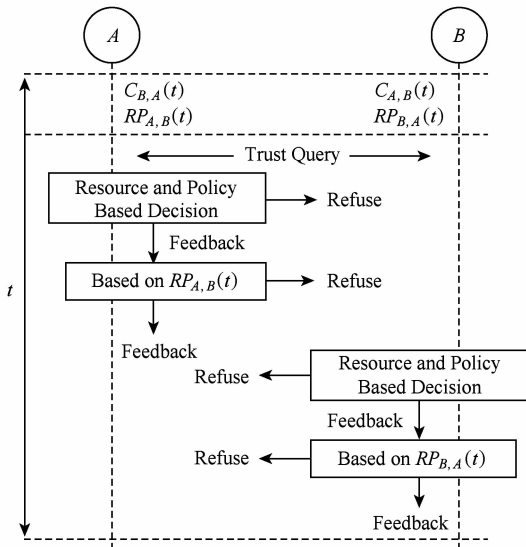 A
B
C_{B,A}(t)
C_{A,B}(t)
RP_{A,B}(t)
RP_{B,A}(t)
Trust Query
Resource and Policy
Based Decision
Refuse
Feedback
Based on RP_{A,B}(t)
Refuse
t
Feedback
Resource and Policy
Based Decision
Refuse
Feedback
Based on RP_{B,A}(t)
Refuse
Feedback